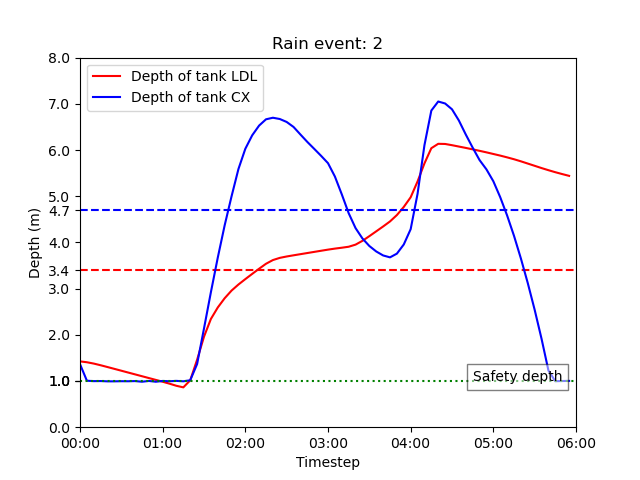 Rain event: 2
Depth of tank LDL
Depth of tank CX
8.0
7.0
6.0
5.0
4.7
4.0
3.4
3.0
2.0
1.0
1.0
0.0
Depth (m)
Safety depth
00:00 01:00 02:00 03:00 04:00 05:00 06:00
Timestep